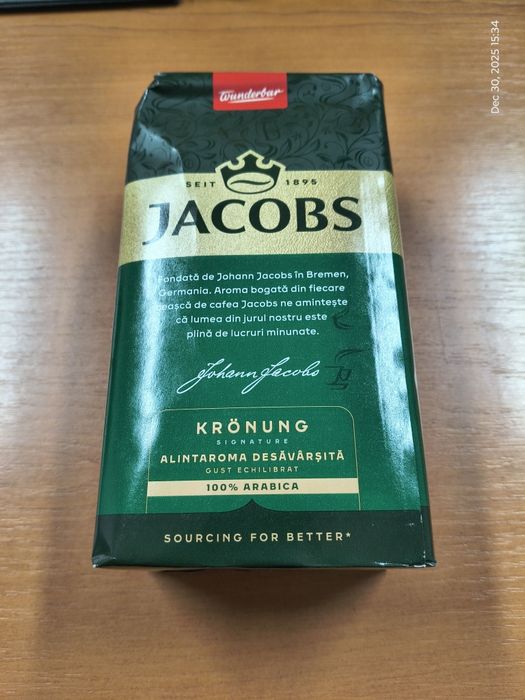 Dec 30, 2025 15:34
Wunderbar
SEIT 1895
JACOBS
Fondată de Johann Jacobs în Bremen,
Germania. Aroma bogată din fiecare
ceașcă de cafea Jacobs ne amintește
că lumea din jurul nostru este
plină de lucruri minunate.
Johann Jacobs
KRÖNUNG
SIGNATURE
ALINTAROMA DESĂVÂRȘITĂ
GUST ECHILIBRAT
100% ARABICA
SOURCING FOR BETTER*